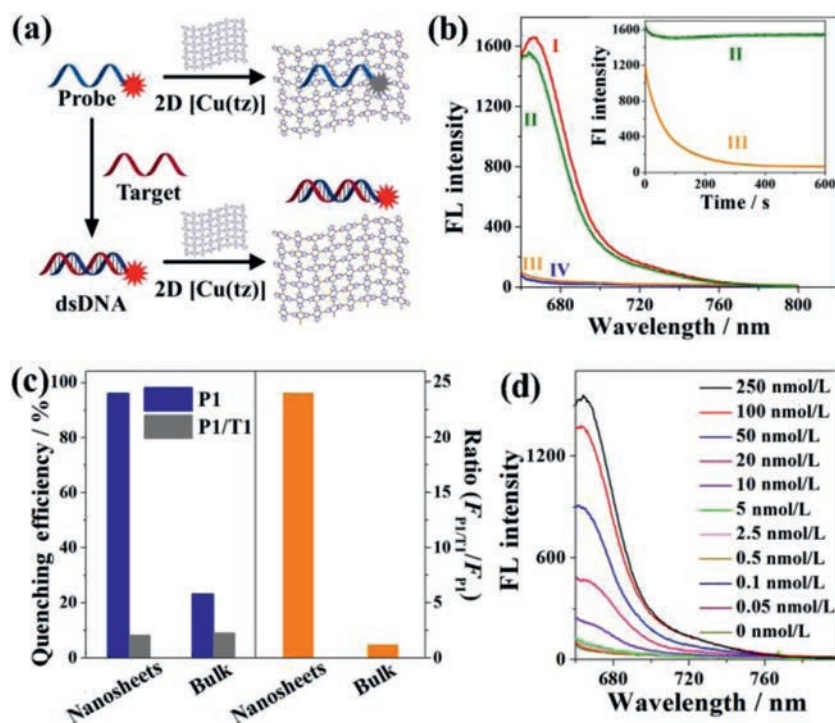 (a)
Probe
2D [Cu(tz)]
Target
dsDNA
2D [Cu(tz)]
(b)
FL intensity
1600
1200
800
400
0
I
II
III
IV
680
720
760
800
Wavelength / nm
FI intensity
1600
1200
800
400
0
II
III
0
200
400
600
Time / s
(c)
Quenching efficiency / %
100
80
60
40
20
0
P1
P1/T1
Nanosheets
Bulk
Nanosheets
Bulk
25
20
15
10
5
0
Ratio (F P1/T1/F P1)
(d)
FL intensity
1200
600
0
250 nmol/L
100 nmol/L
50 nmol/L
20 nmol/L
10 nmol/L
5 nmol/L
2.5 nmol/L
0.5 nmol/L
0.1 nmol/L
0.05 nmol/L
0 nmol/L
680
720
760
Wavelength / nm